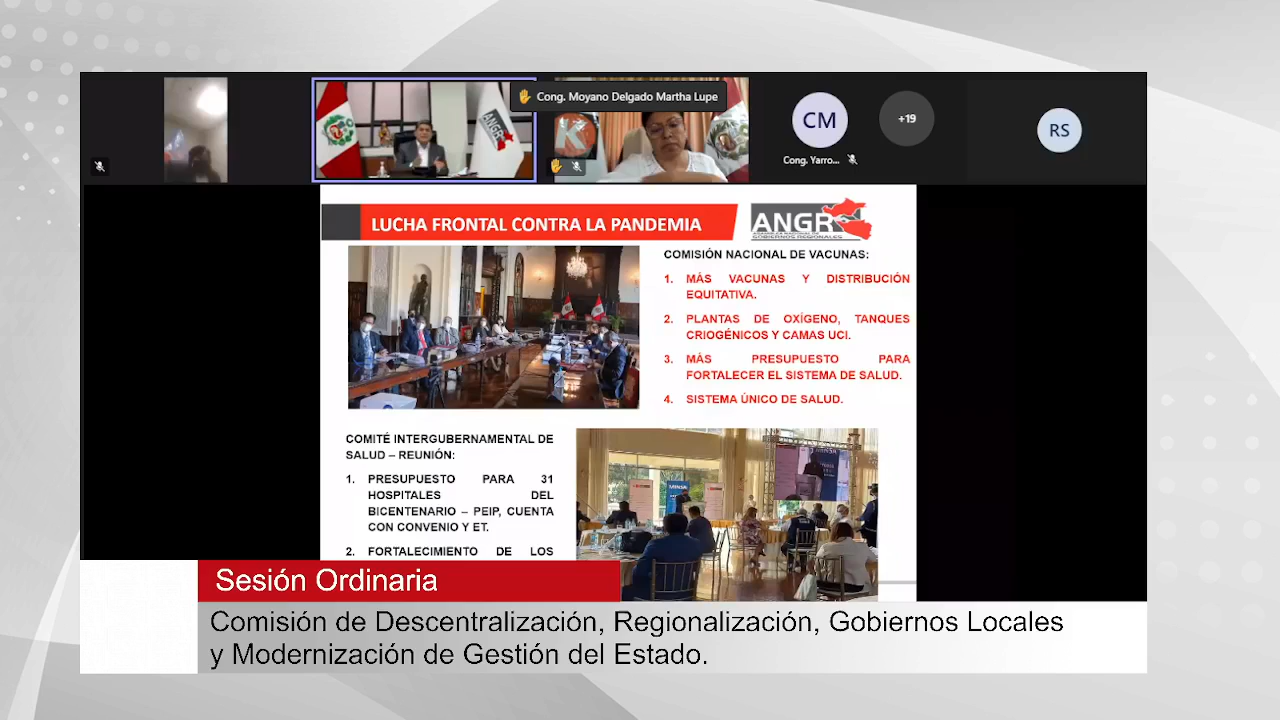 Cong. Moyano Delgado Martha Lupe
CM
+19
RS
Cong. Yarro...
ANGR
K
LUCHA FRONTAL CONTRA LA PANDEMIA
ANGR
ASAMBLEA NACIONAL DE
GOBIERNOS REGIONALES
COMISIÓN NACIONAL DE VACUNAS:
1. MÁS VACUNAS Y DISTRIBUCIÓN
EQUITATIVA.
2. PLANTAS DE OXÍGENO, TANQUES
CRIOGÉNICOS Y CAMAS UCI.
3. MÁS PRESUPUESTO PARA
FORTALECER EL SISTEMA DE SALUD.
4. SISTEMA ÚNICO DE SALUD.
COMITÉ INTERGUBERNAMENTAL DE
SALUD – REUNIÓN:
1. PRESUPUESTO PARA 31
HOSPITALES DEL
BICENTENARIO – PEIP, CUENTA
CON CONVENIO Y ET.
2. FORTALECIMIENTO DE LOS
Sesión Ordinaria
Comisión de Descentralización, Regionalización, Gobiernos Locales
y Modernización de Gestión del Estado.